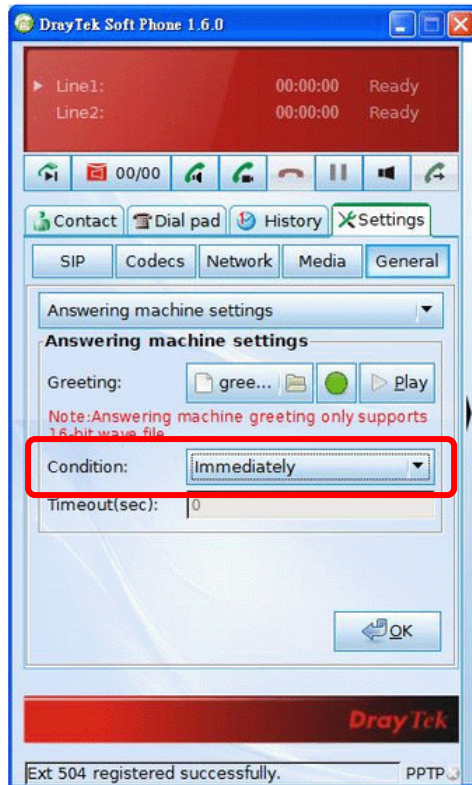 DrayTek Soft Phone 1.6.0
Line1: 00:00:00 Ready
Line2: 00:00:00 Ready
00/00
Contact Dial pad History Settings
SIP Codecs Network Media General
Answering machine settings
Answering machine settings
Greeting: gree... Play
Note:Answering machine greeting only supports
16-bit wave file
Condition: Immediately
Timeout(sec): 0
OK
DrayTek
Ext 504 registered successfully. PPTP